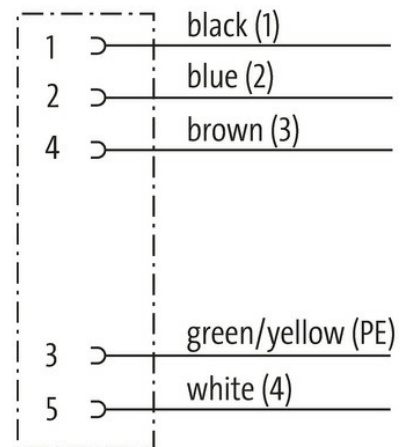 1 black (1)
2 blue (2)
4 brown (3)
3 green/yellow (PE)
5 white (4)